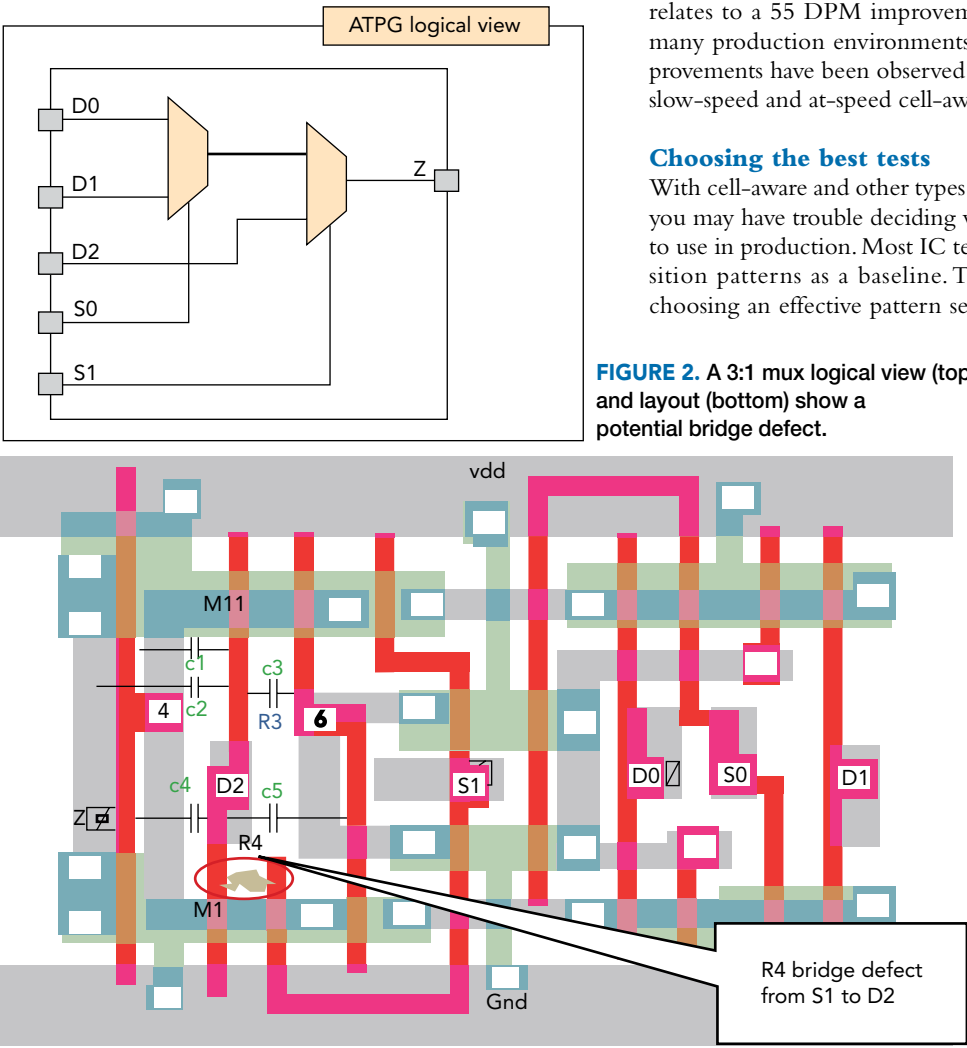 ATPG logical view
D0
D1
D2
S0
S1
Z
relates to a 55 DPM improvem
many production environments
provements have been observed
slow-speed and at-speed cell-aw
Choosing the best tests
With cell-aware and other types
you may have trouble deciding w
to use in production. Most IC te
sition patterns as a baseline. T
choosing an effective pattern se
FIGURE 2. A 3:1 mux logical view (top
and layout (bottom) show a
potential bridge defect.
vdd
M11
c1
c3
4
c2
R3
6
c4
D2
c5
S1
D0
S0
D1
Z
R4
M1
Gnd
R4 bridge defect
from S1 to D2